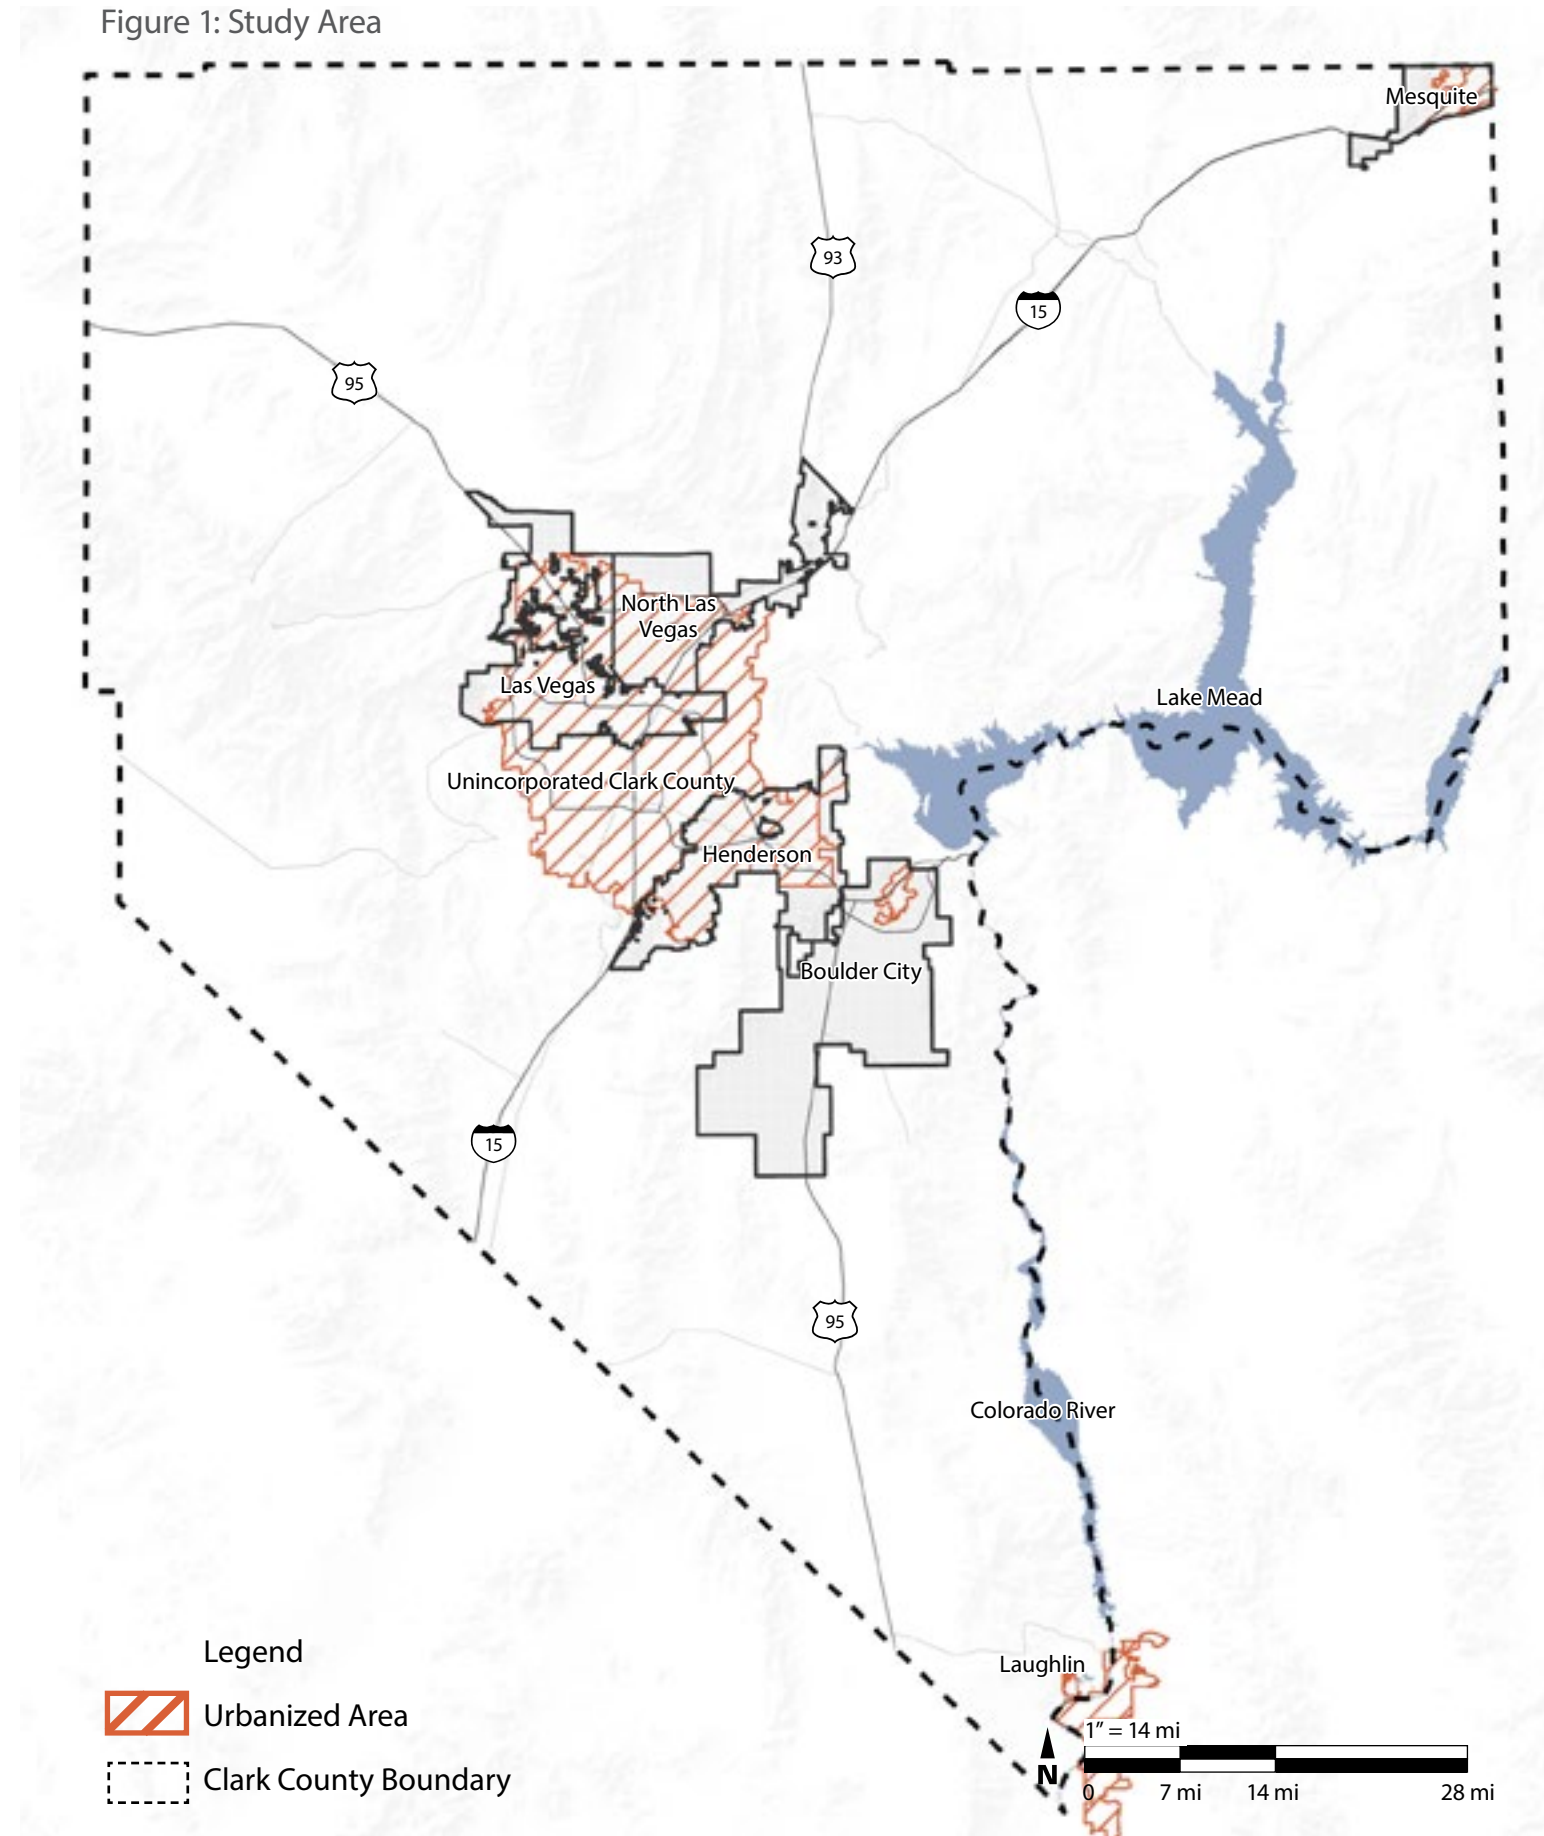 Figure 1: Study Area
Mesquite
93
15
95
North Las
Vegas
Las Vegas
Lake Mead
Unincorporated Clark County
Henderson
Boulder City
15
95
Colorado River
Legend
Laughlin
Urbanized Area
1” = 14 mi
Clark County Boundary
N
0
7 mi
14 mi
28 mi